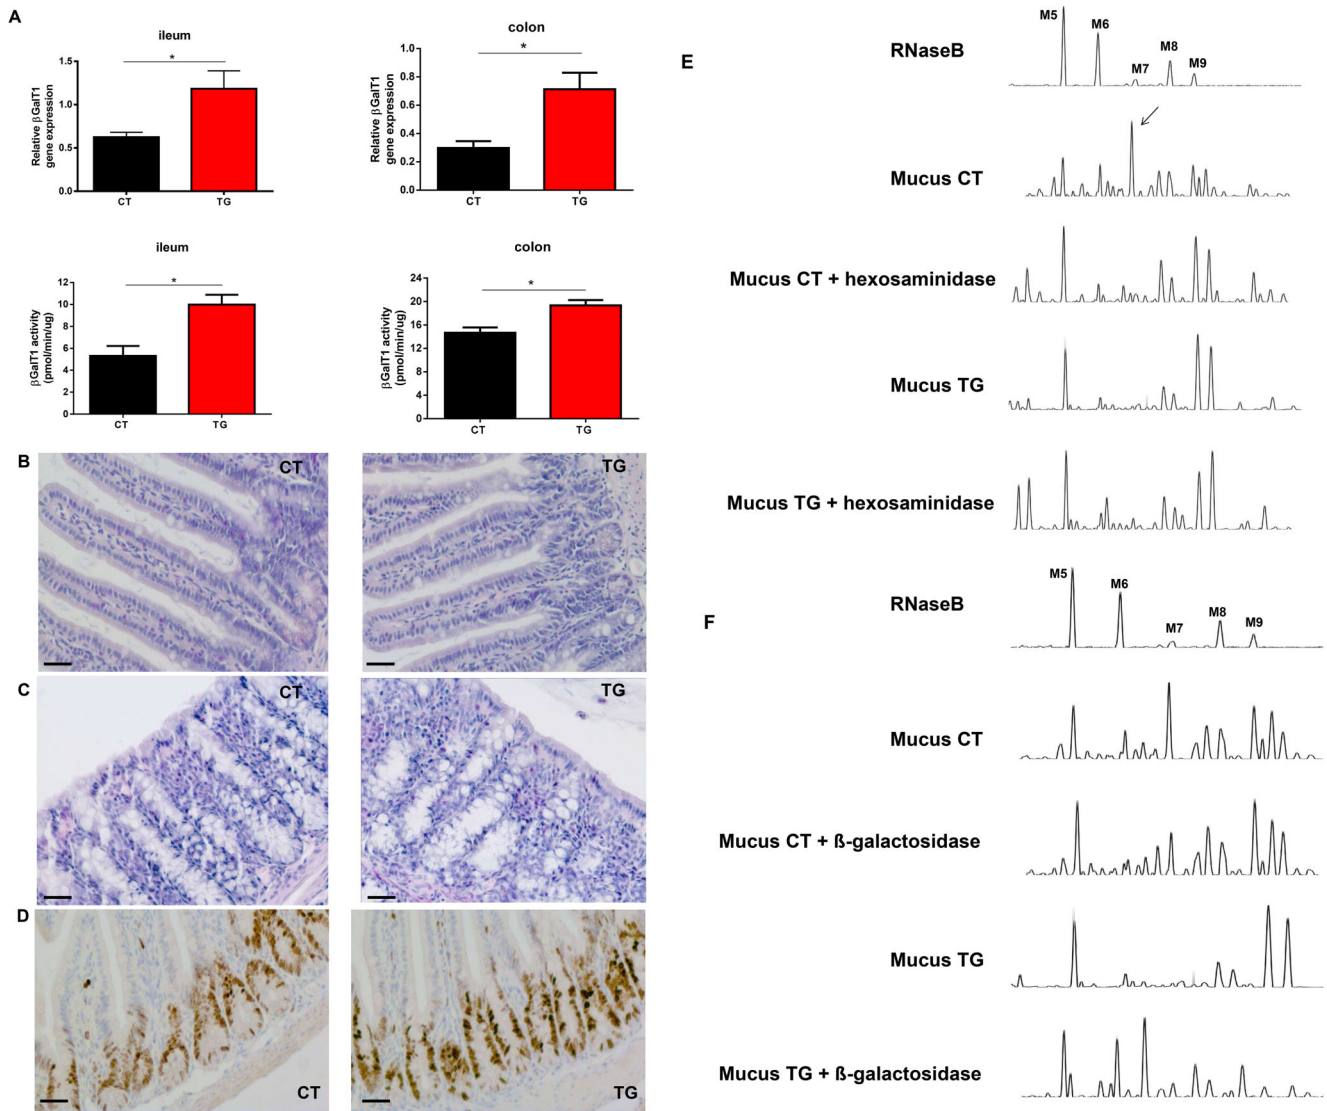 A
ileum
Relative βGalT1
gene expression
1.5
1.0
0.5
0.0
*
CT
TG
colon
Relative βGalT1
gene expression
1.0
0.8
0.6
0.4
0.2
0.0
*
CT
TG
ileum
βGalT1 activity
(pmol/min/ug)
12
10
8
6
4
2
0
*
CT
TG
colon
βGalT1 activity
(pmol/min/ug)
24
20
16
12
8
4
0
*
CT
TG
B
CT
TG
C
CT
TG
D
CT
TG
E
RNaseB
M5
M6
M7
M8
M9
Mucus CT
Mucus CT + hexosaminidase
Mucus TG
Mucus TG + hexosaminidase
F
RNaseB
M5
M6
M7
M8
M9
Mucus CT
Mucus CT + ß-galactosidase
Mucus TG
Mucus TG + ß-galactosidase